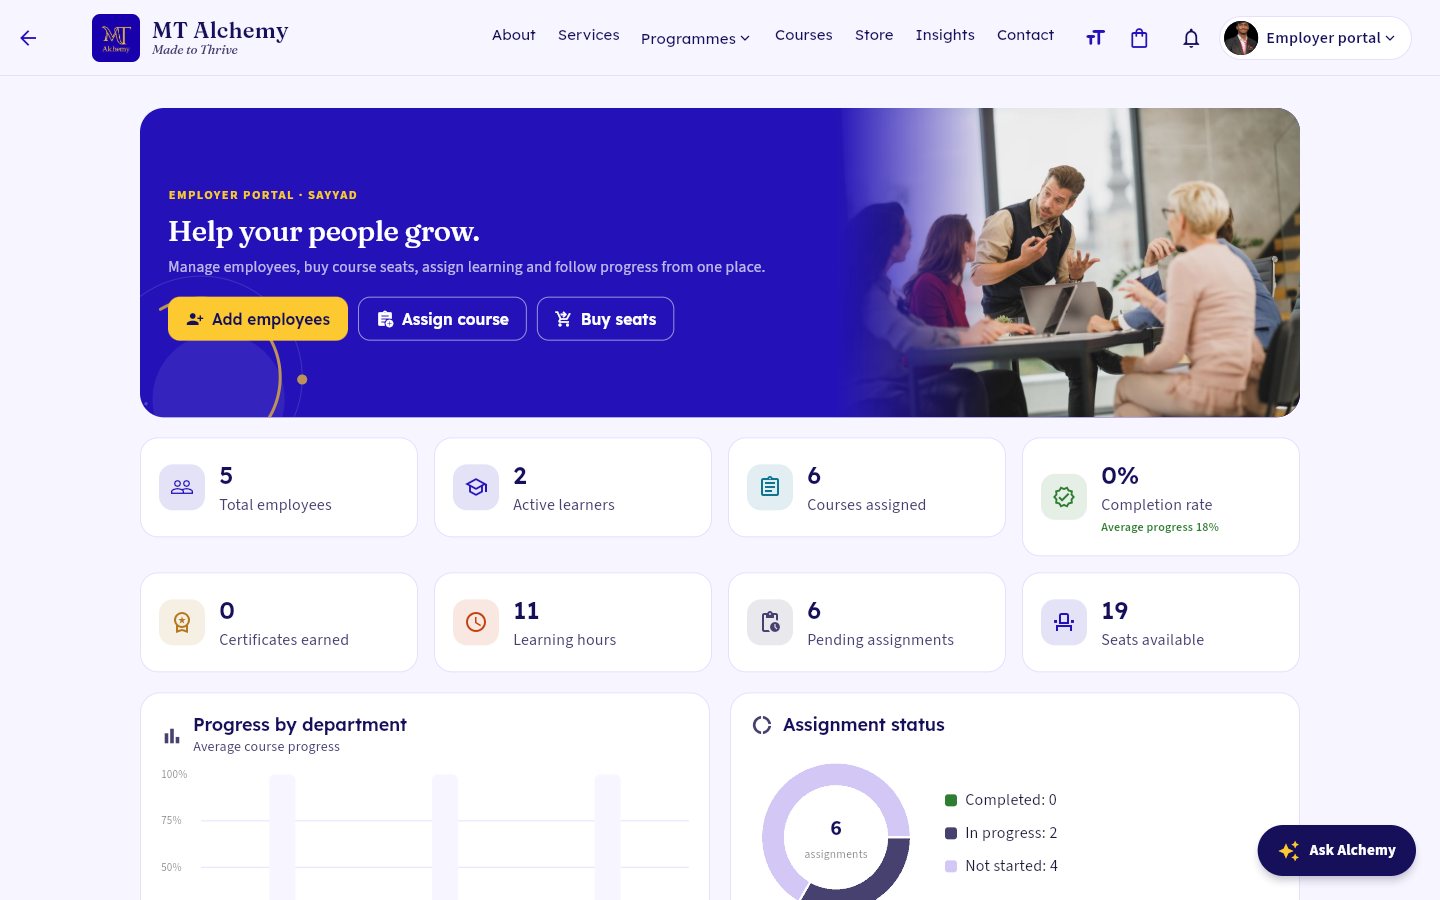 MT Alchemy
Made to Thrive
MT
Alchemy
About
Services
Programmes
Courses
Store
Insights
Contact
Employer portal
EMPLOYER PORTAL · SAYYAD
Help your people grow.
Manage employees, buy course seats, assign learning and follow progress from one place.
Add employees
Assign course
Buy seats
5
Total employees
2
Active learners
6
Courses assigned
0%
Completion rate
Average progress 18%
0
Certificates earned
11
Learning hours
6
Pending assignments
19
Seats available
Progress by department
Average course progress
100%
75%
50%
Assignment status
6
assignments
Completed: 0
In progress: 2
Not started: 4
Ask Alchemy